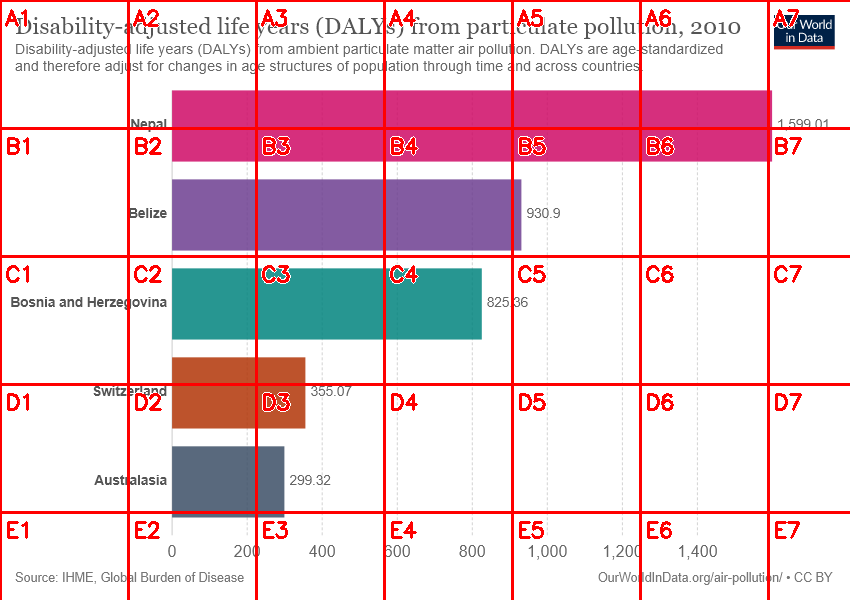 Disability-adjusted life years (DALYs) from particulate pollution, 2010
Our World
in Data
Disability-adjusted life years (DALYs) from ambient particulate matter air pollution. DALYs are age-standardized
and therefore adjust for changes in age structures of population through time and across countries.
Nepal
1,599.01
Belize
930.9
Bosnia and Herzegovina
825.36
Switzerland
355.07
Australasia
299.32
0 200 400 600 800 1,000 1,200 1,400
Source: IHME, Global Burden of Disease
OurWorldInData.org/air-pollution/ • CC BY
A1 A2 A3 A4 A5 A6 A7
B1 B2 B3 B4 B5 B6 B7
C1 C2 C3 C4 C5 C6 C7
D1 D2 D3 D4 D5 D6 D7
E1 E2 E3 E4 E5 E6 E7